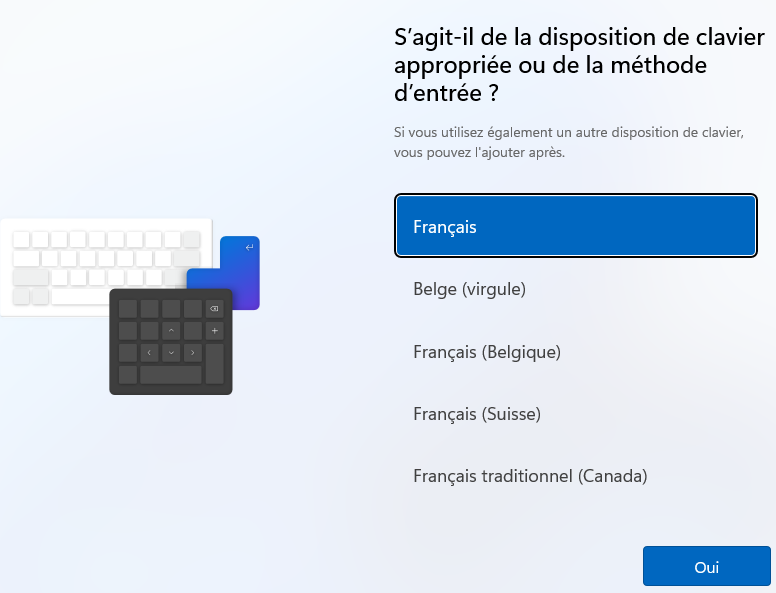 S’agit-il de la disposition de clavier
appropriée ou de la méthode
d’entrée ?
Si vous utilisez également un autre disposition de clavier,
vous pouvez l'ajouter après.
Français
Belge (virgule)
Français (Belgique)
Français (Suisse)
Français traditionnel (Canada)
Oui